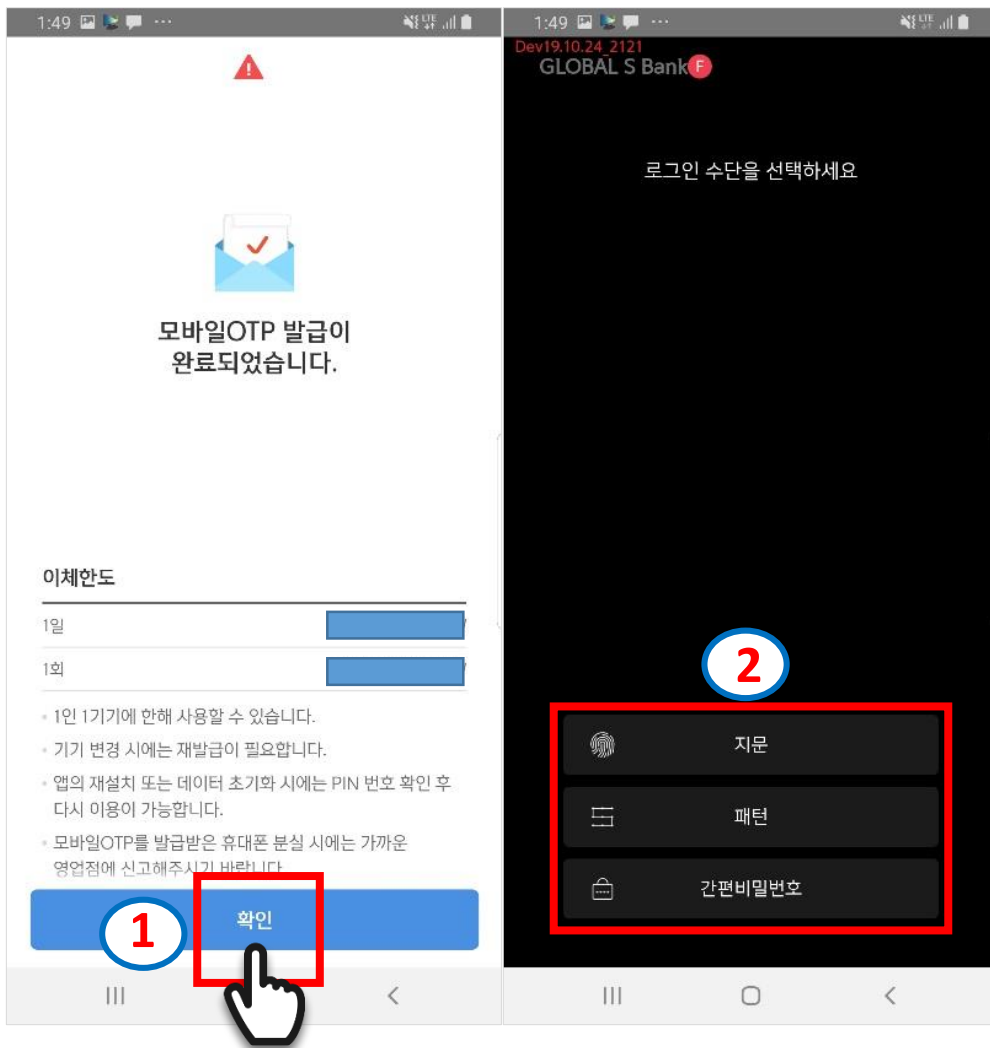 1:49
모바일OTP 발급이
완료되었습니다.
이체한도
1일
1회
1인 1기기에 한해 사용할 수 있습니다.
기기 변경 시에는 재발급이 필요합니다.
앱의 재설치 또는 데이터 초기화 시에는 PIN 번호 확인 후
다시 이용이 가능합니다.
모바일OTP를 발급받은 휴대폰 분실 시에는 가까운
영업점에 신고해주시기 바랍니다
확인
1
1:49
LTE
Dev19.10.24_2121
GLOBAL S Bank F
로그인 수단을 선택하세요
2
지문
패턴
간편비밀번호